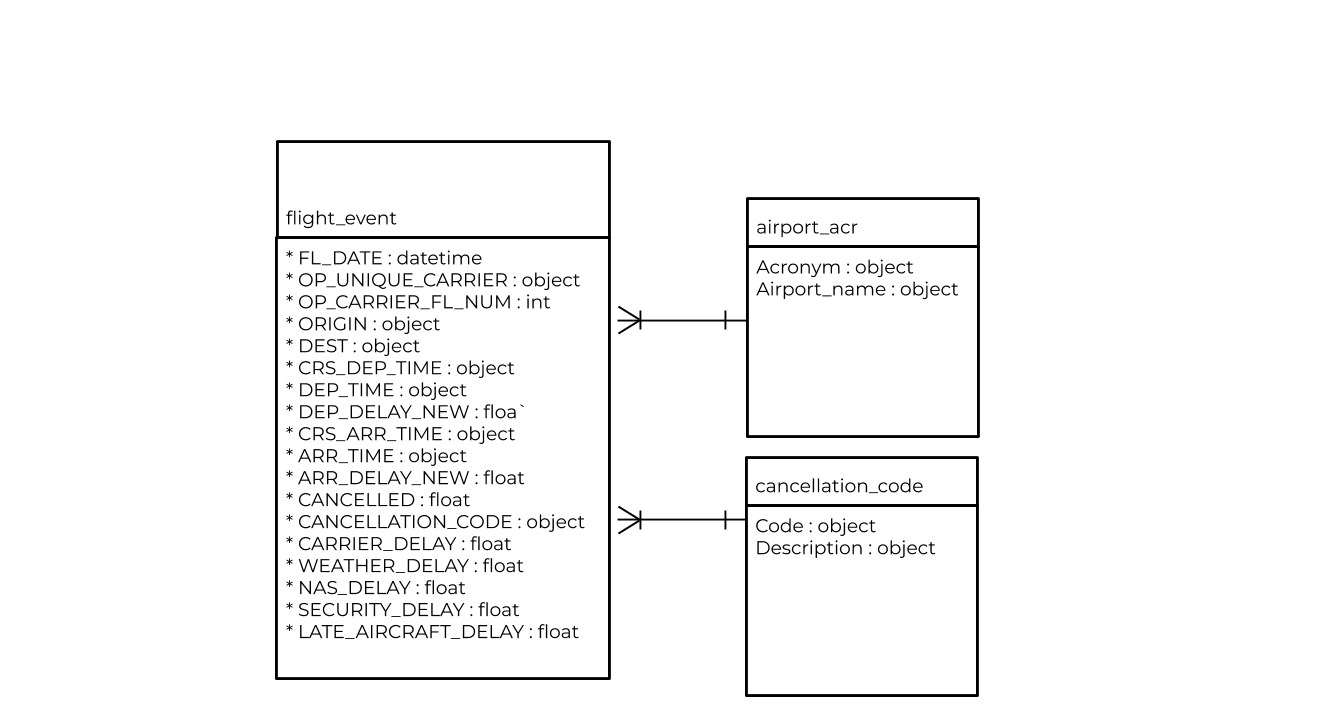 flight_event
* FL_DATE : datetime
* OP_UNIQUE_CARRIER : object
* OP_CARRIER_FL_NUM : int
* ORIGIN : object
* DEST : object
* CRS_DEP_TIME : object
* DEP_TIME : object
* DEP_DELAY_NEW : floa`
* CRS_ARR_TIME : object
* ARR_TIME : object
* ARR_DELAY_NEW : float
* CANCELLED : float
* CANCELLATION_CODE : object
* CARRIER_DELAY : float
* WEATHER_DELAY : float
* NAS_DELAY : float
* SECURITY_DELAY : float
* LATE_AIRCRAFT_DELAY : float
airport_acr
Acronym : object
Airport_name : object
cancellation_code
Code : object
Description : object